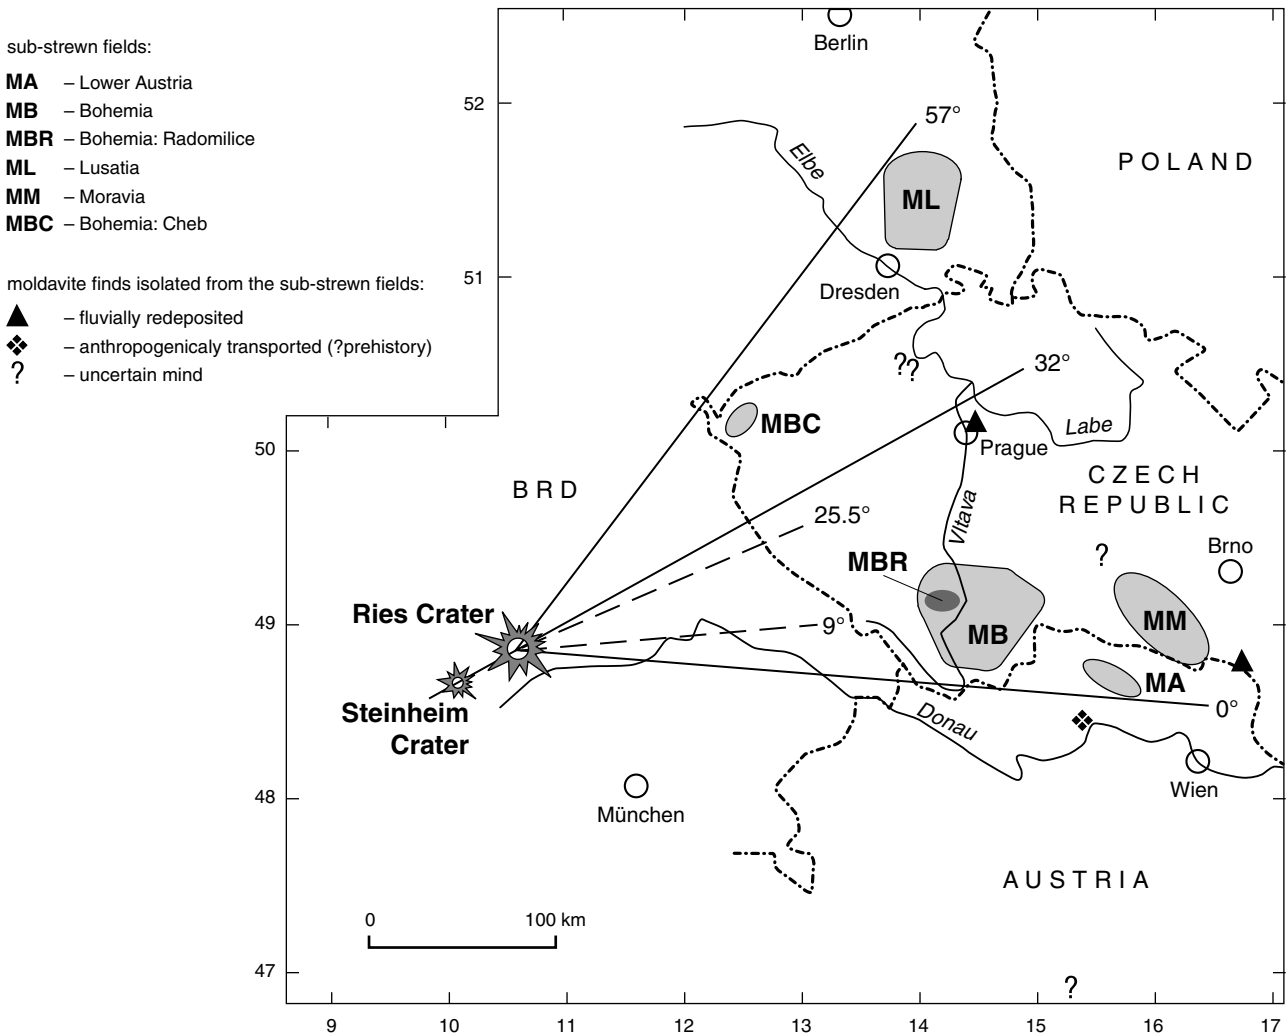 sub-strewn fields:
MA – Lower Austria
MB – Bohemia
MBR – Bohemia: Radomilice
ML – Lusatia
MM – Moravia
MBC – Bohemia: Cheb
moldavite finds isolated from the sub-strewn fields:
– fluvially redeposited
– anthropogenicaly transported (?prehistory)
? – uncertain mind
Berlin
52
57°
Elbe
POLAND
ML
51
Dresden
??
32°
MBC
Labe
50
Prague
BRD
CZECH
REPUBLIC
25.5°
Vltava
?
Brno
MBR
Ries Crater
49
9°
MB
MM
MA
Steinheim
Crater
0°
Donau
48
München
Wien
AUSTRIA
0 100 km
47
?
9 10 11 12 13 14 15 16 17